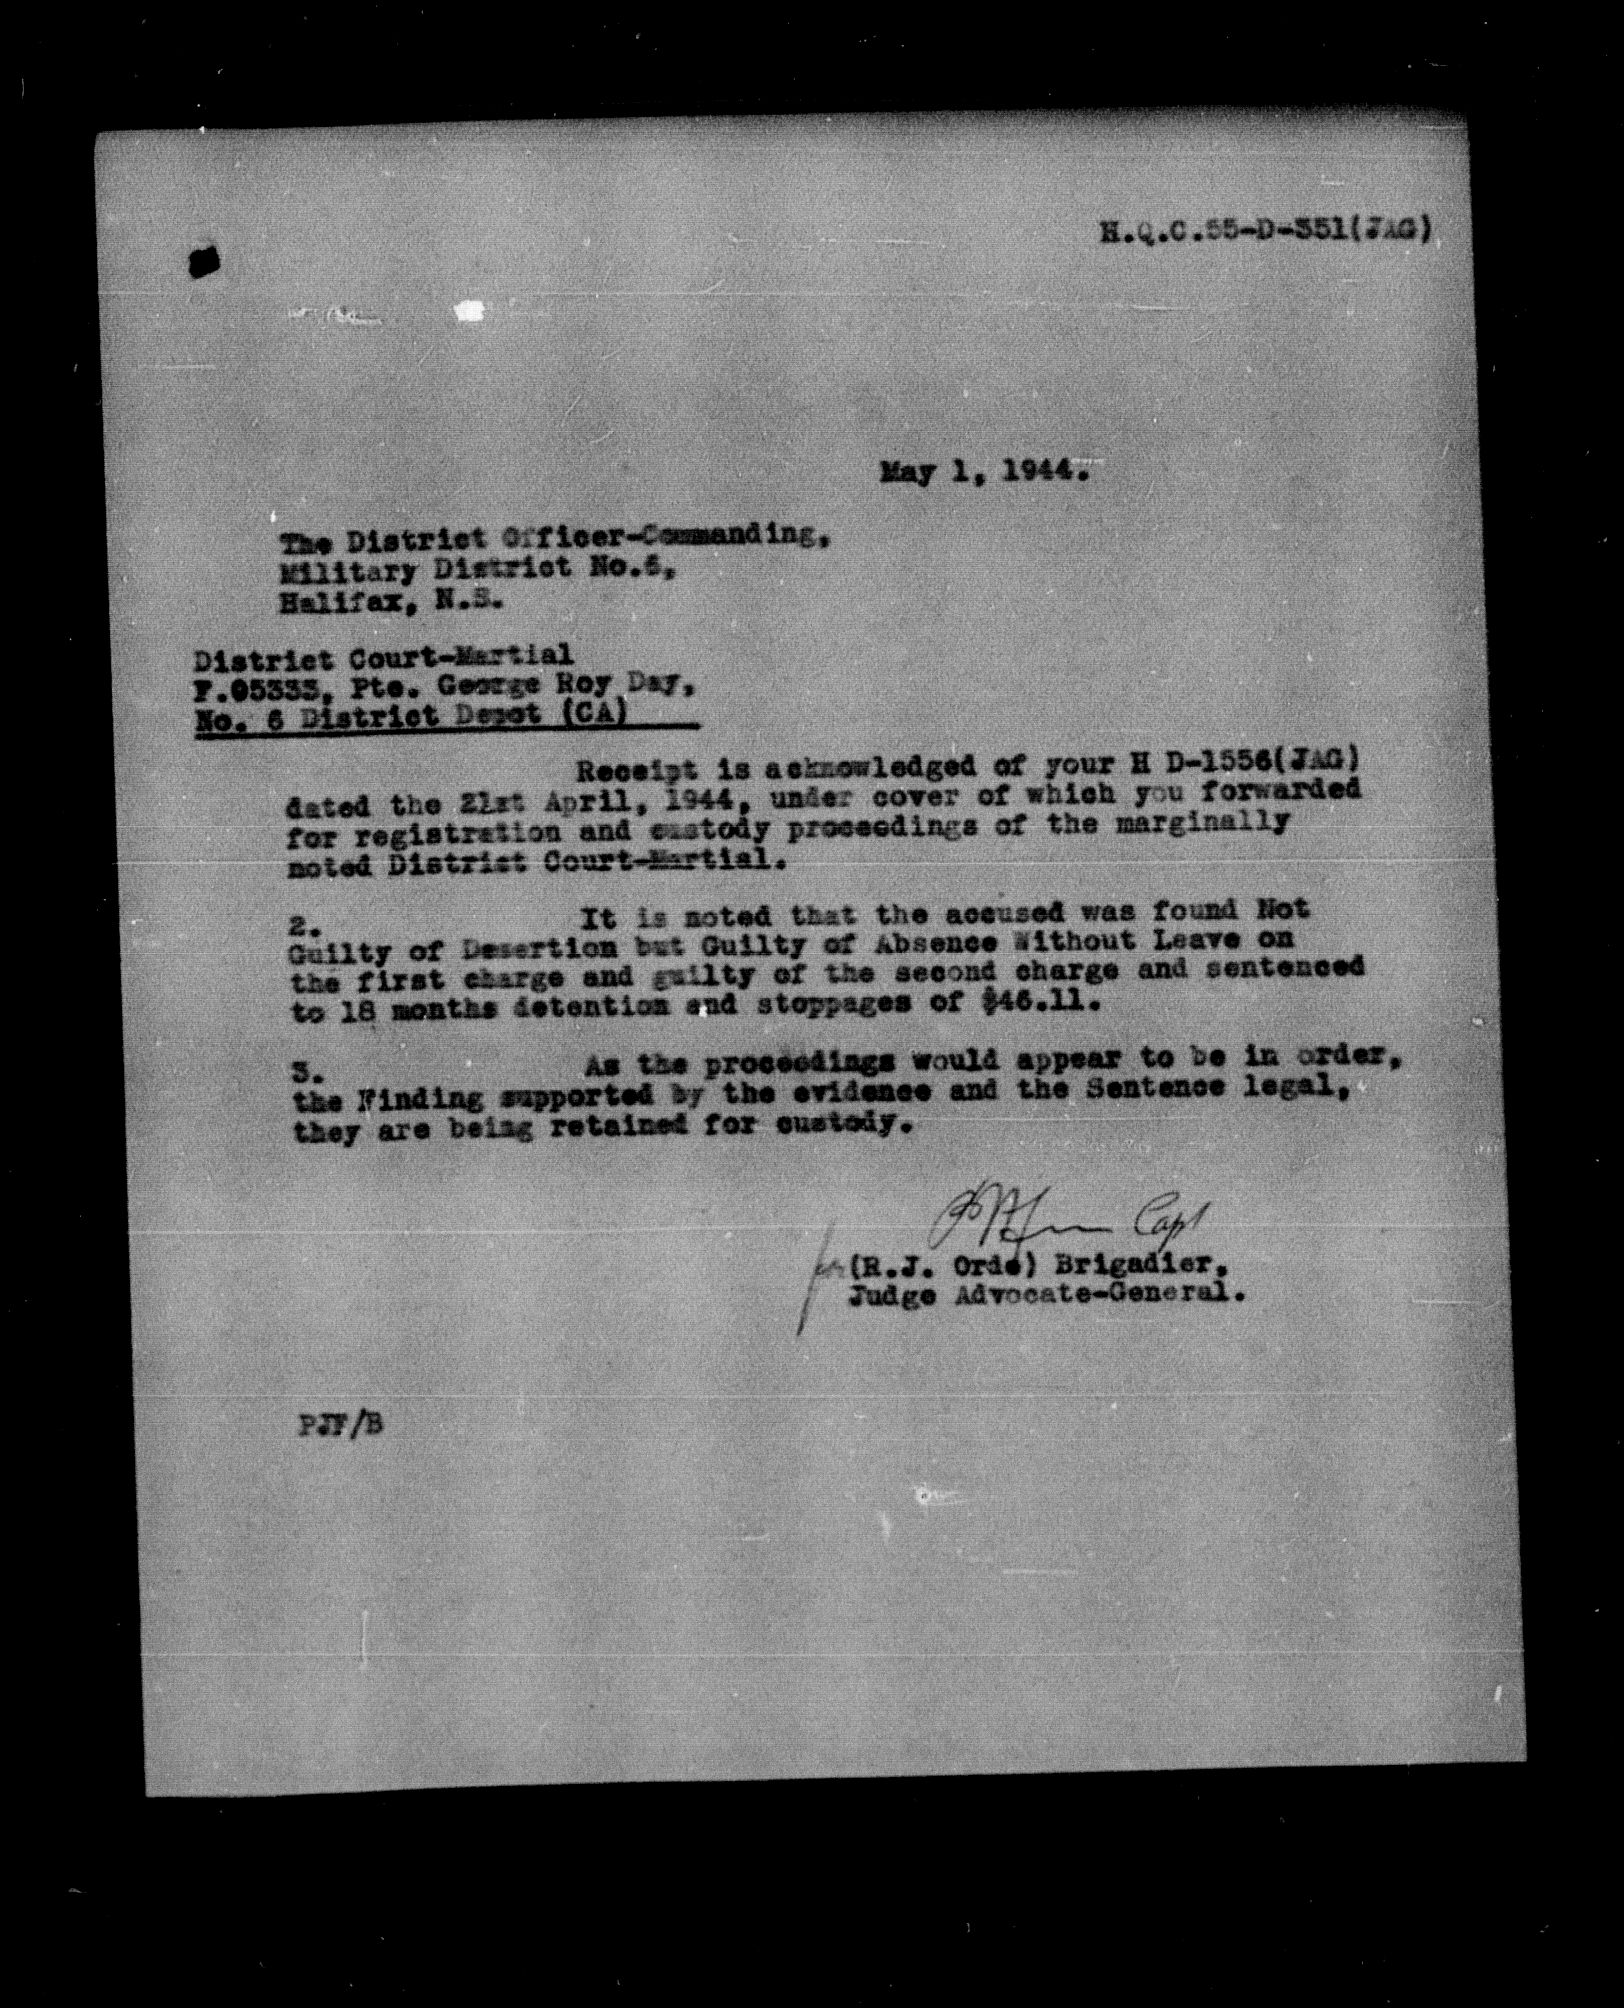 H.Q.C.55-D-351(JAG)
May 1, 1944.
The District Officer-Commanding,
Military District No.6,
Halifax, N.S.
District Court-Martial
F.05333, Pte. George Roy Day,
No. 6 District Depot (CA)
Receipt is acknowledged of your H D-1556(JAG)
dated the 21st April, 1944, under cover of which you forwarded
for registration and custody proceedings of the marginally
noted District Court-Martial.
2. It is noted that the accused was found Not
Guilty of Desertion but Guilty of Absence Without Leave on
the first charge and guilty of the second charge and sentenced
to 18 months detention and stoppages of $46.11.
3. As the proceedings would appear to be in order,
the Finding supported by the evidence and the Sentence legal,
they are being retained for custody.
Capt
for (R.J. Orde) Brigadier,
Judge Advocate-General.
PJF/B